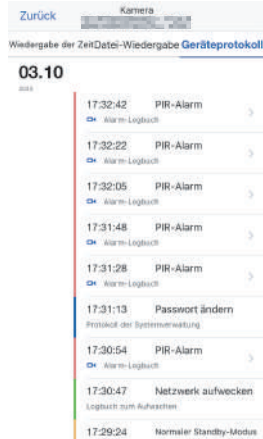 Zurück
Kamera
Wiedergabe der Zeit Datei-Wiedergabe Geräteprotokoll
03.10
17:32:42 PIR-Alarm
Alarm-Logbuch
17:32:22 PIR-Alarm
Alarm-Logbuch
17:32:05 PIR-Alarm
Alarm-Logbuch
17:31:48 PIR-Alarm
Alarm-Logbuch
17:31:28 PIR-Alarm
Alarm-Logbuch
17:31:13 Passwort ändern
Protokoll der Systemverwaltung
17:30:54 PIR-Alarm
Alarm-Logbuch
17:30:47 Netzwerk aufwecken
Logbuch zum Aufwachen
17:29:24 Normaler Standby-Modus